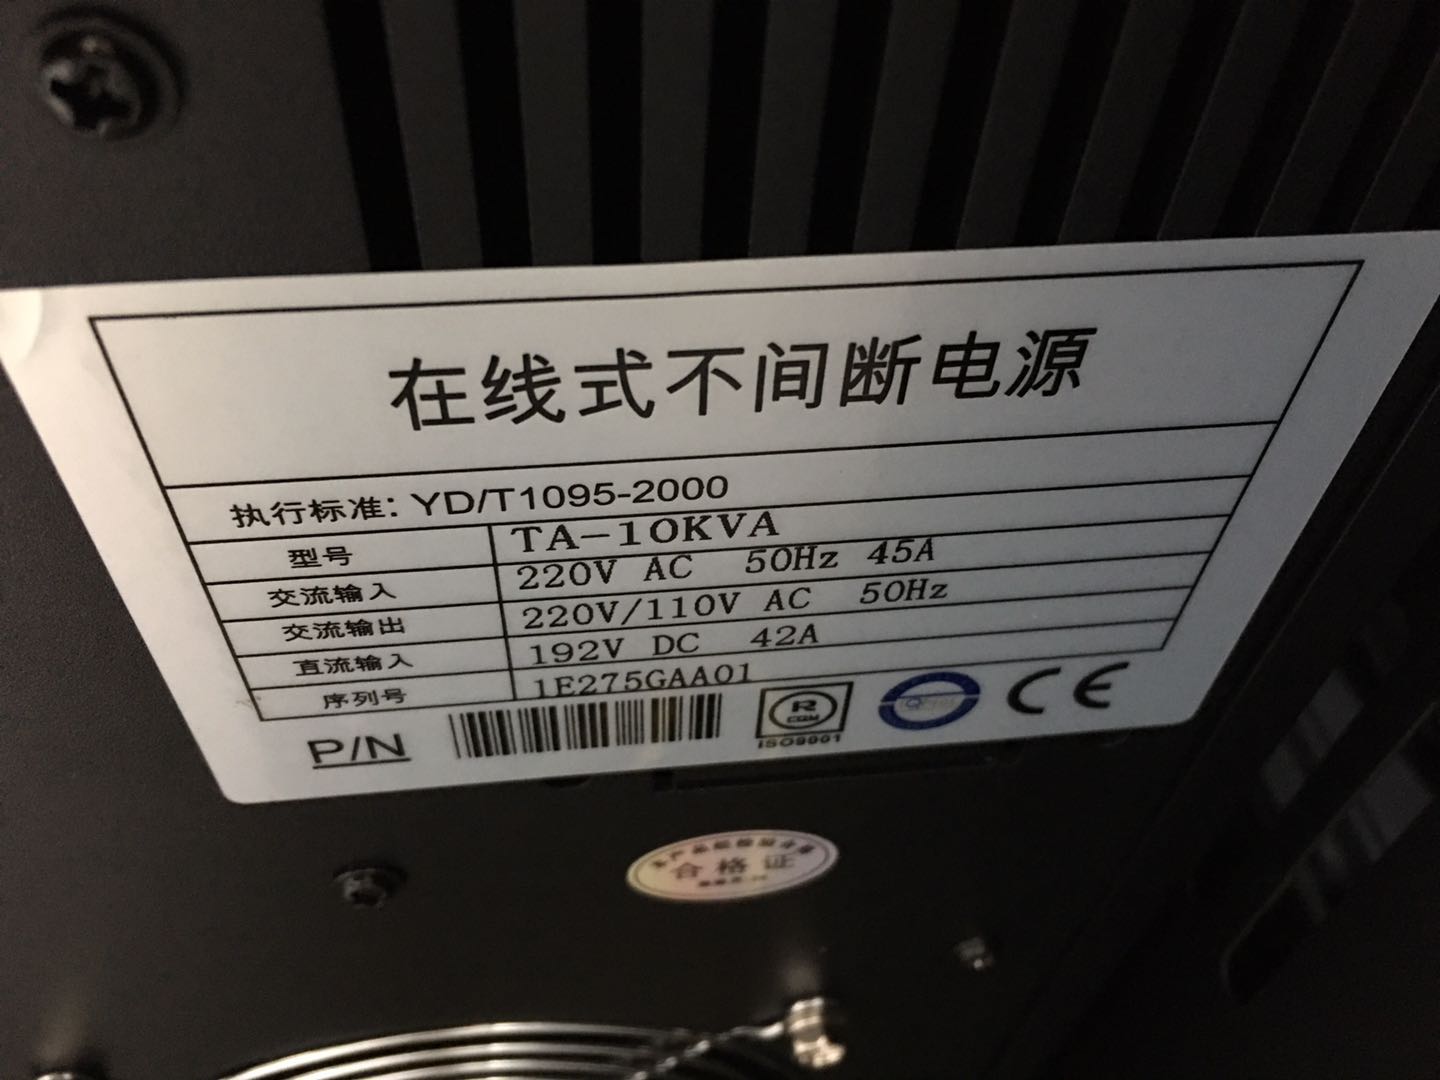 在线式不间断电源
执行标准: YD/T1095-2000
型号 TA-10KVA
交流输入 220V AC 50Hz 45A
交流输出 220V/110V AC 50Hz
直流输入 192V DC 42A
序列号 1E275GAA01
P/N
R
CQM
ISO9001
CE
合格证